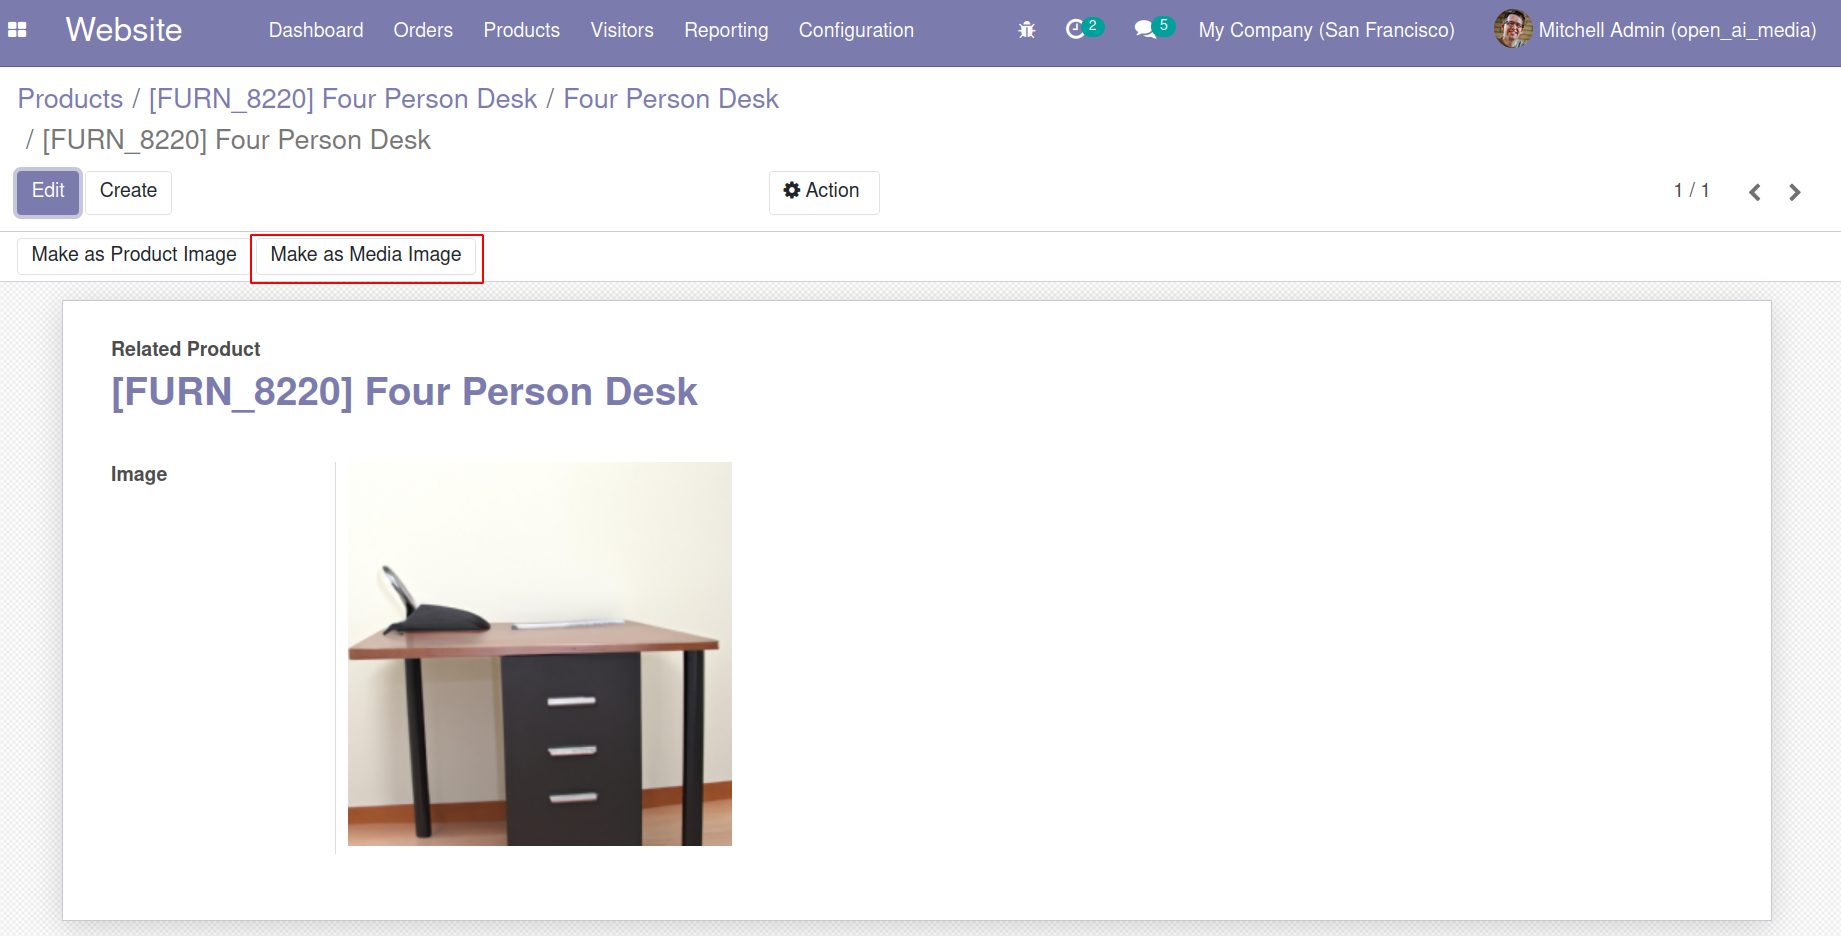 Website Dashboard Orders Products Visitors Reporting Configuration 2 5 My Company (San Francisco) Mitchell Admin (open_ai_media)
Products / [FURN_8220] Four Person Desk / Four Person Desk
/ [FURN_8220] Four Person Desk
Edit Create Action 1 / 1
Make as Product Image Make as Media Image
Related Product
[FURN_8220] Four Person Desk
Image